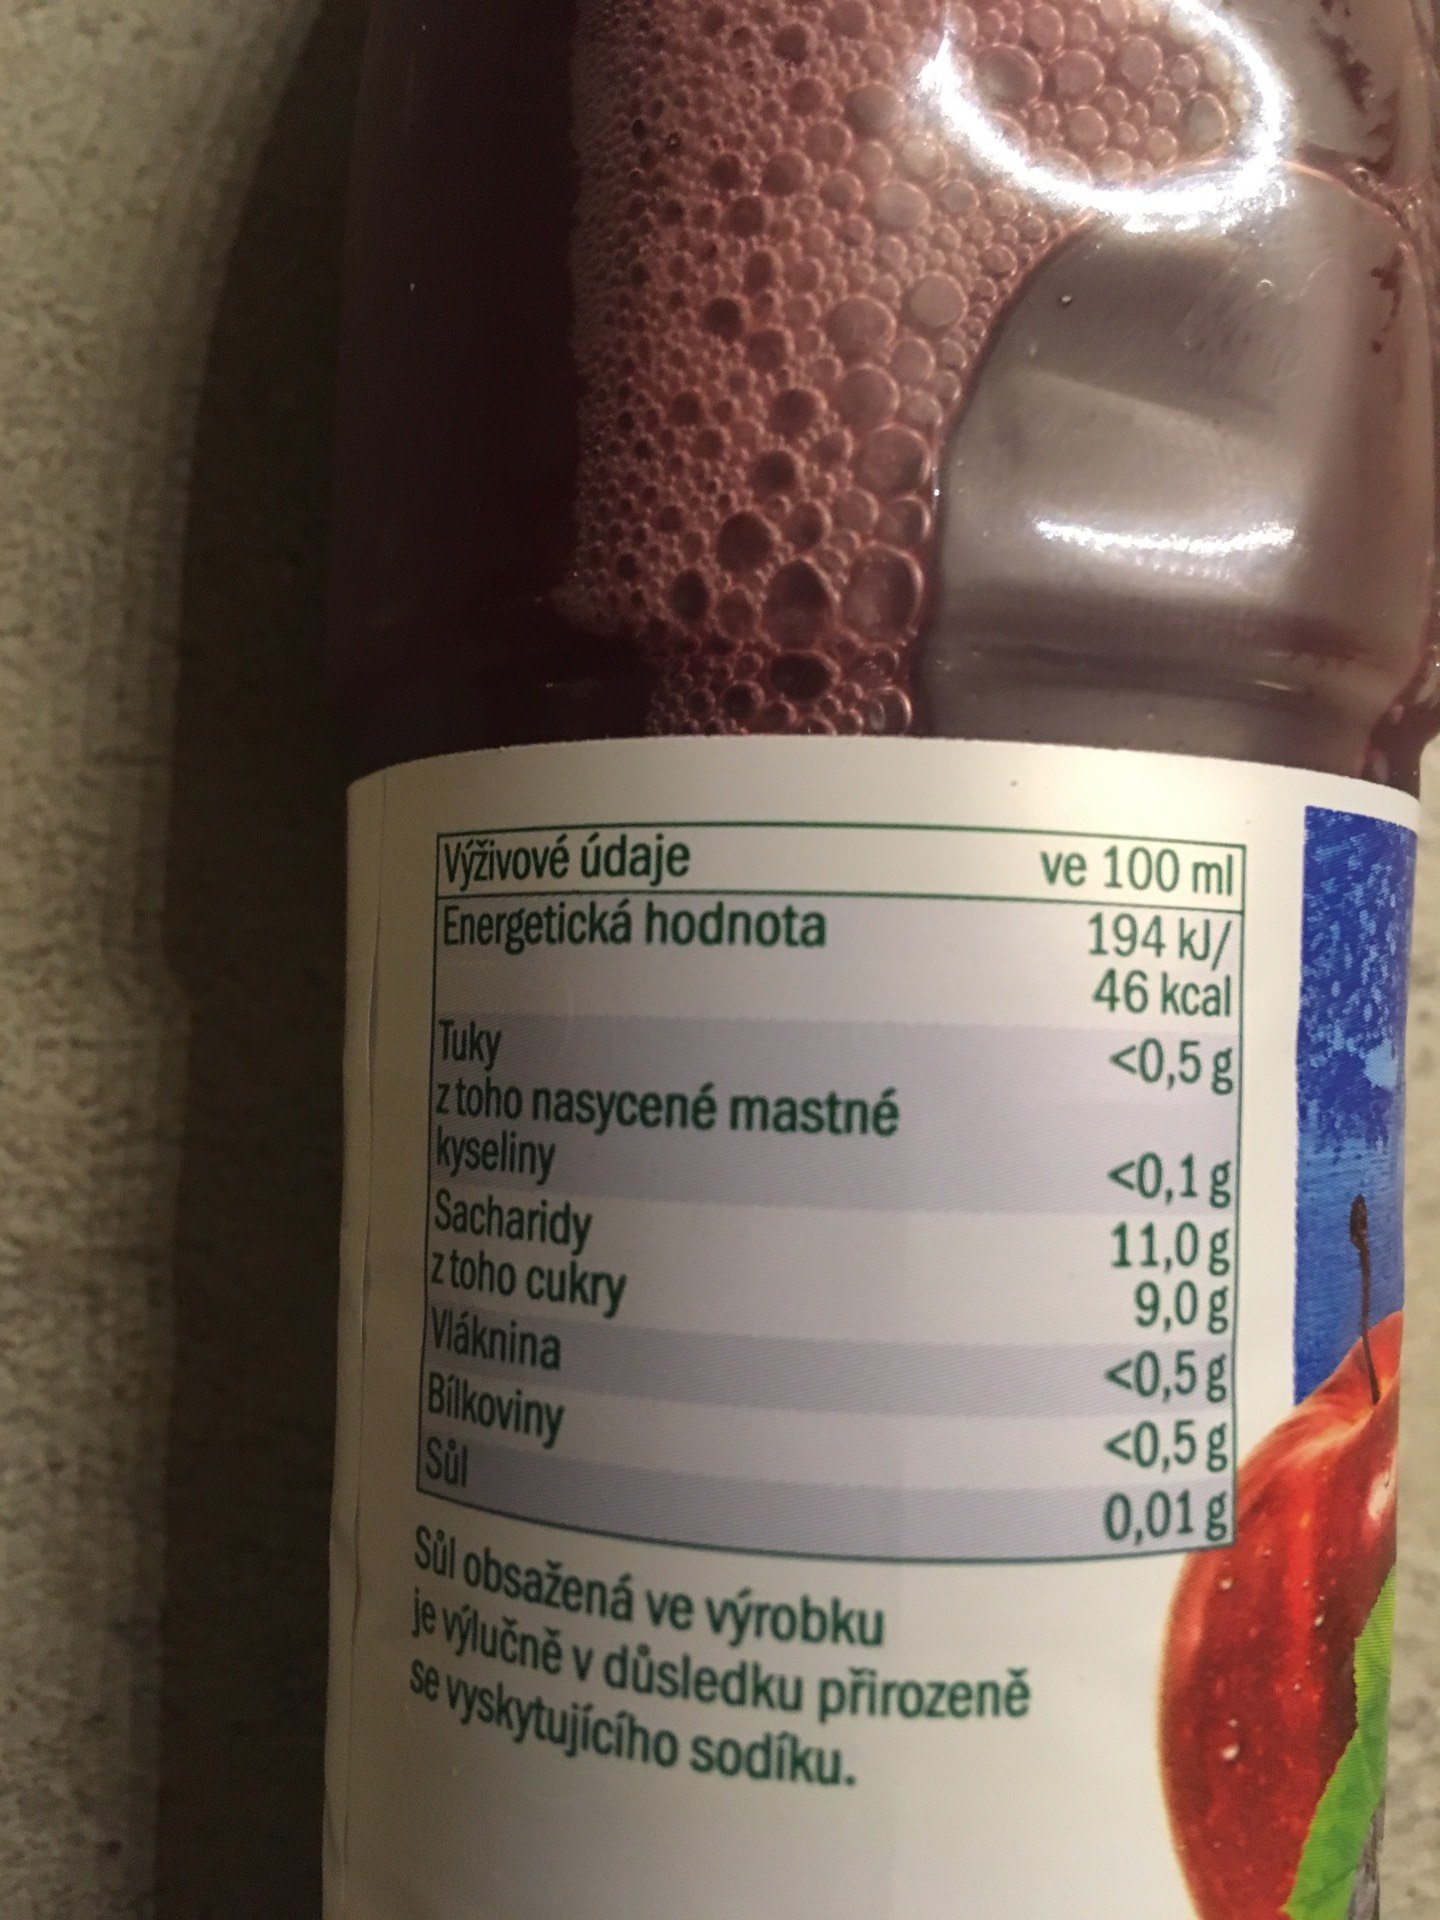 Výživové údaje ve 100 ml
Energetická hodnota 194 kJ/
46 kcal
Tuky <0,5 g
z toho nasycené mastné
kyseliny <0,1 g
Sacharidy 11,0 g
z toho cukry 9,0 g
Vláknina <0,5 g
Bílkoviny <0,5 g
Sůl 0,01 g
Sůl obsažená ve výrobku
je výlučně v důsledku přirozeně
se vyskytujícího sodíku.